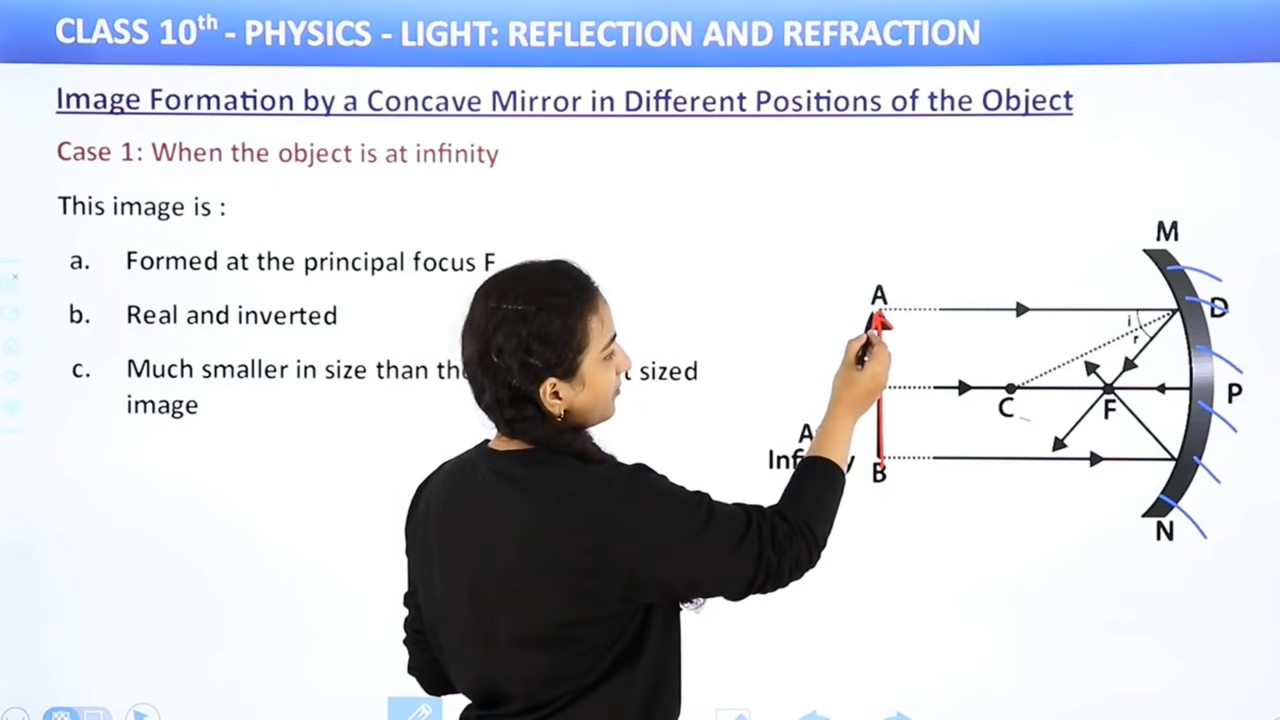 CLASS 10th - PHYSICS - LIGHT: REFLECTION AND REFRACTION
Image Formation by a Concave Mirror in Different Positions of the Object
Case 1: When the object is at infinity
This image is :
a. Formed at the principal focus F
b. Real and inverted
c. Much smaller in size than sized
image
M
A
D
i
r
C
F
P
B
N